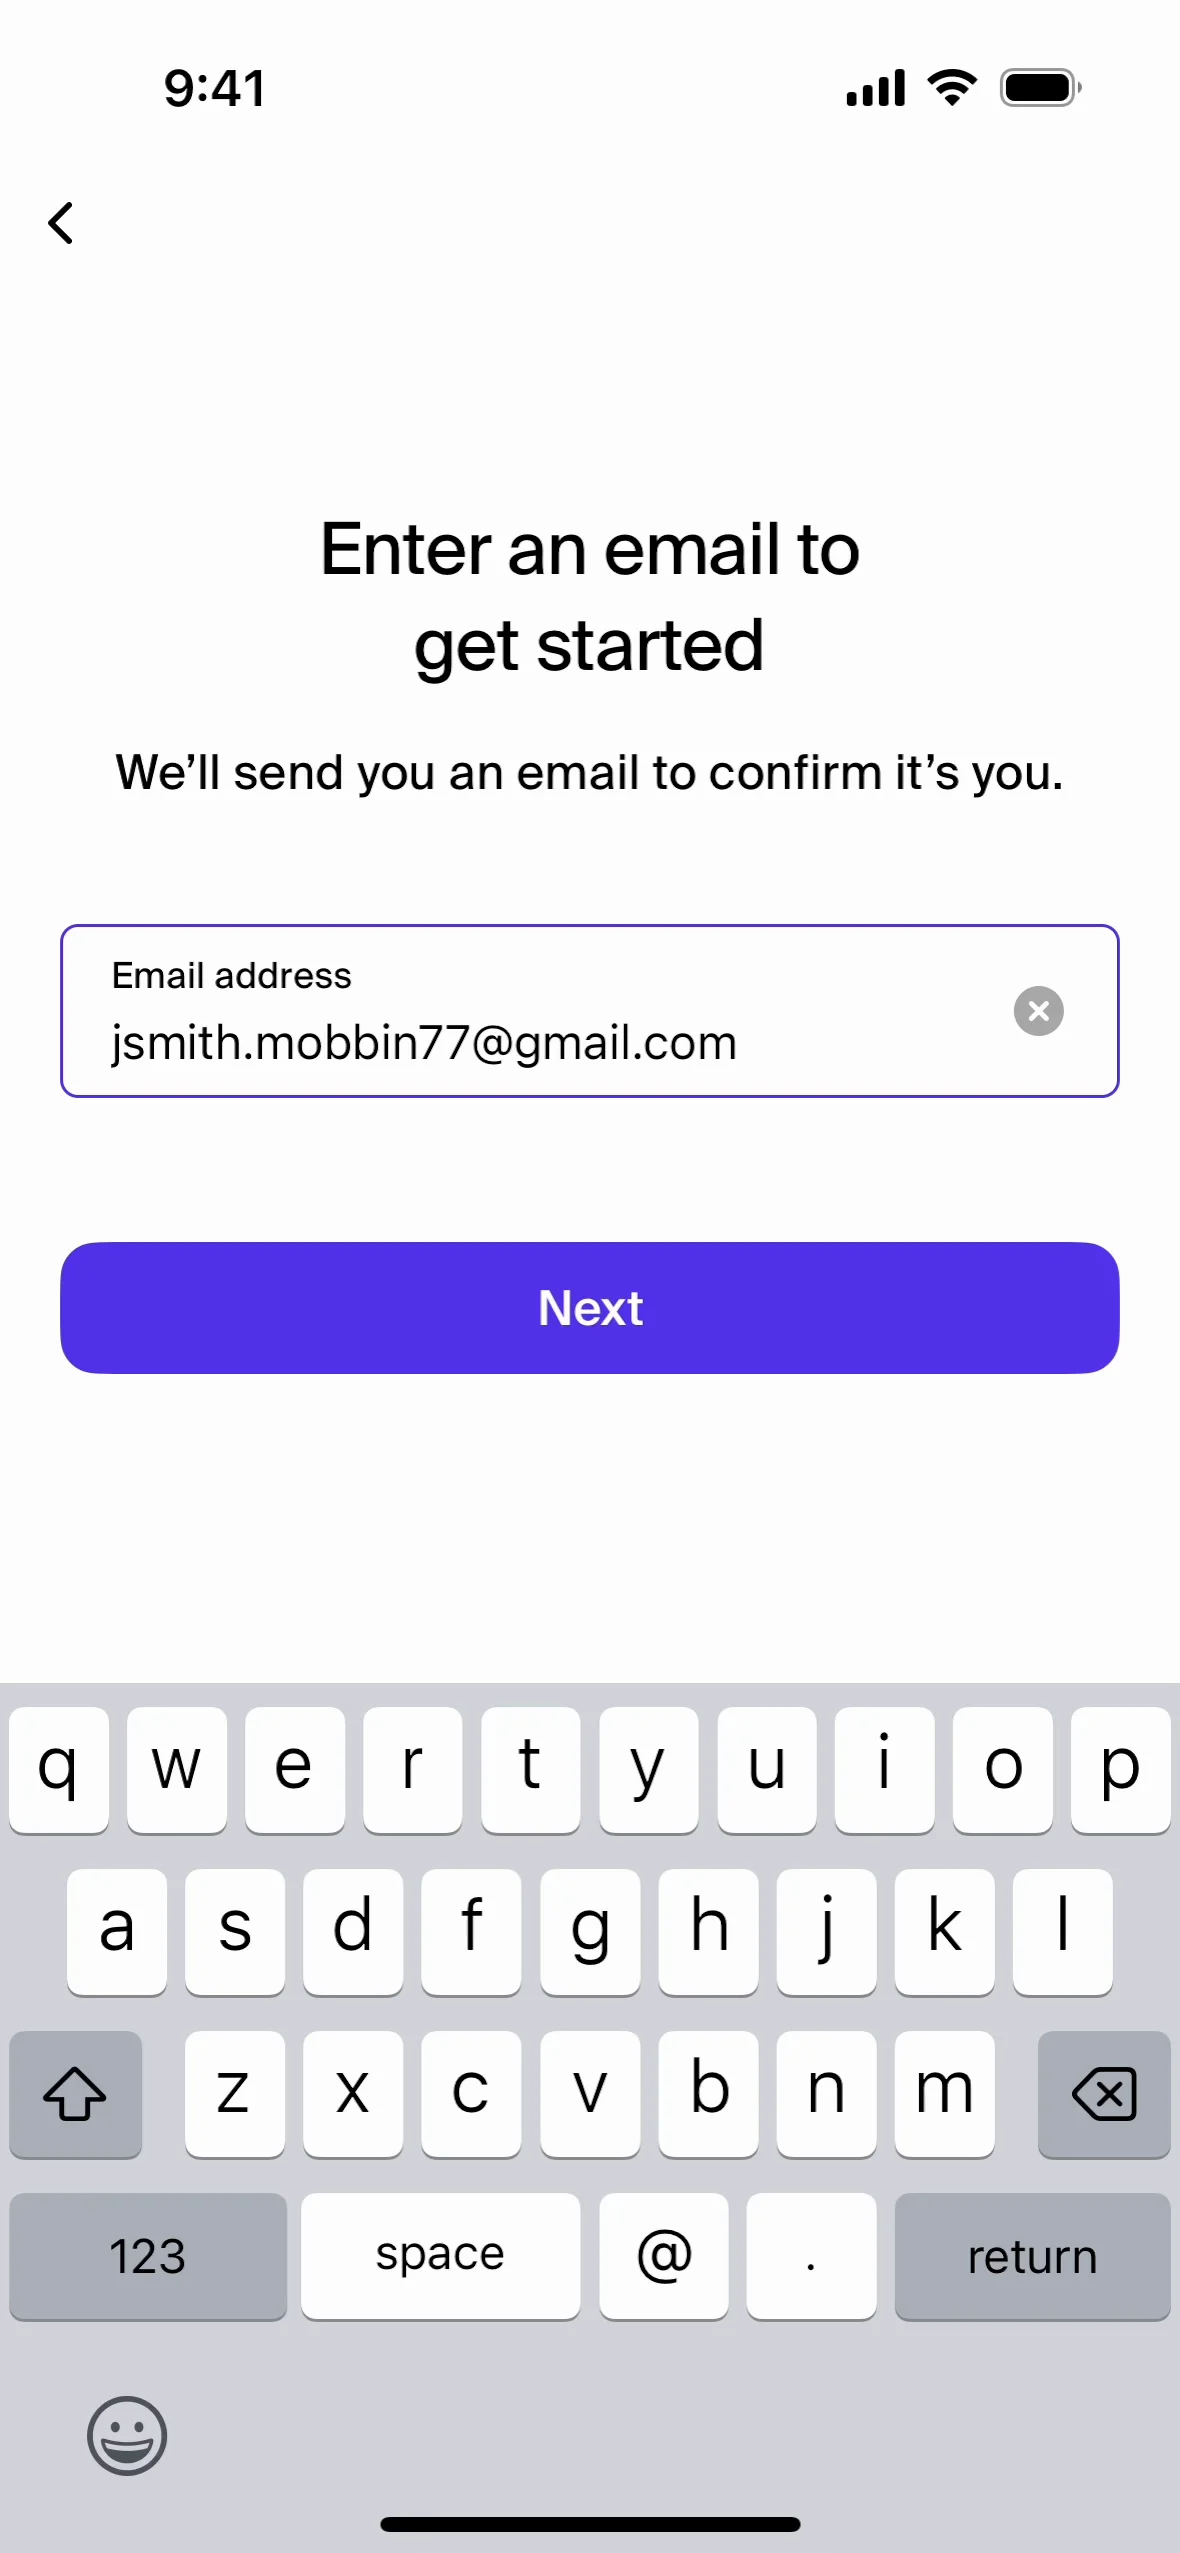 9:41
Enter an email to
get started
We’ll send you an email to confirm it’s you.
Email address
jsmith.mobbin77@gmail.com
Next
q w e r t y u i o p
a s d f g h j k l
z x c v b n m
123 space @ . return